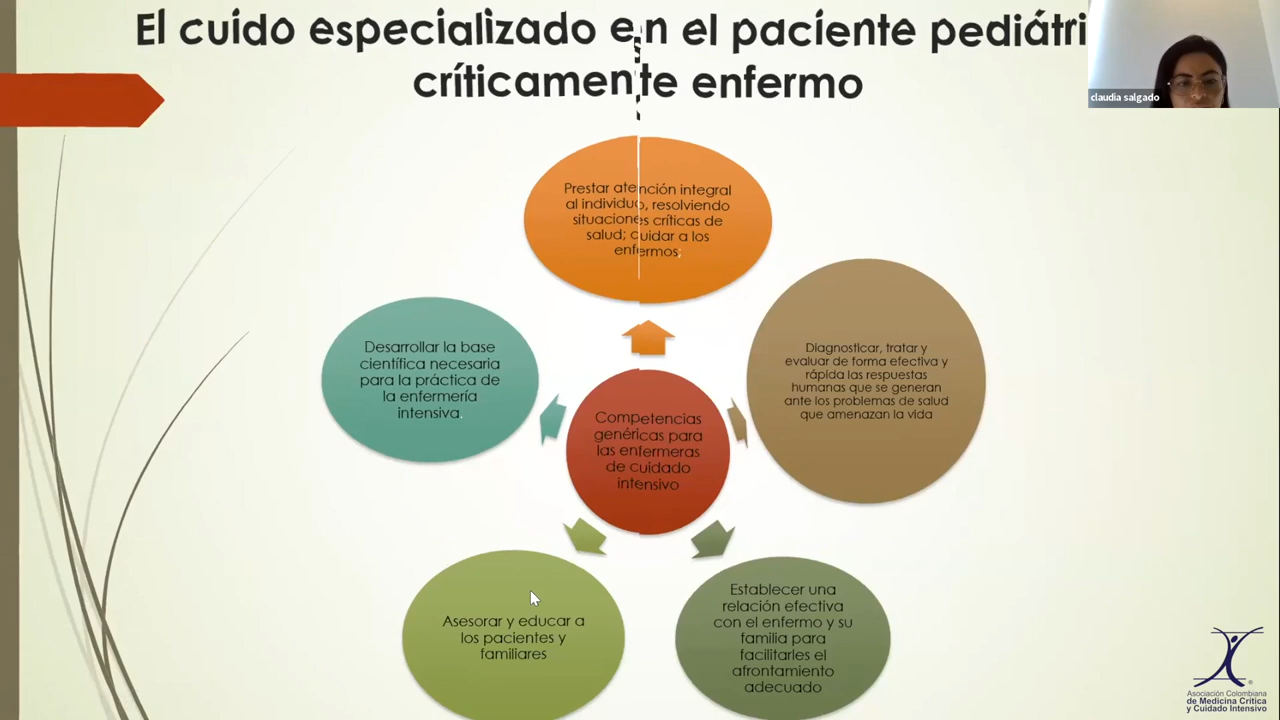 El cuido especializado en el paciente pediátri
críticamente enfermo
claudia salgado
Prestar atención integral
al individuo, resolviendo
situaciones críticas de
salud; cuidar a los
enfermos;
Diagnosticar, tratar y
evaluar de forma efectiva y
rápida las respuestas
humanas que se generan
ante los problemas de salud
que amenazan la vida
Desarrollar la base
científica necesaria
para la práctica de
la enfermería
intensiva.
Competencias
genéricas para
las enfermeras
de cuidado
intensivo
Establecer una
relación efectiva
con el enfermo y su
familia para
facilitarles el
afrontamiento
adecuado
Asesorar y educar a
los pacientes y
familiares
Asociación Colombiana
de Medicina Crítica
y Cuidado Intensivo